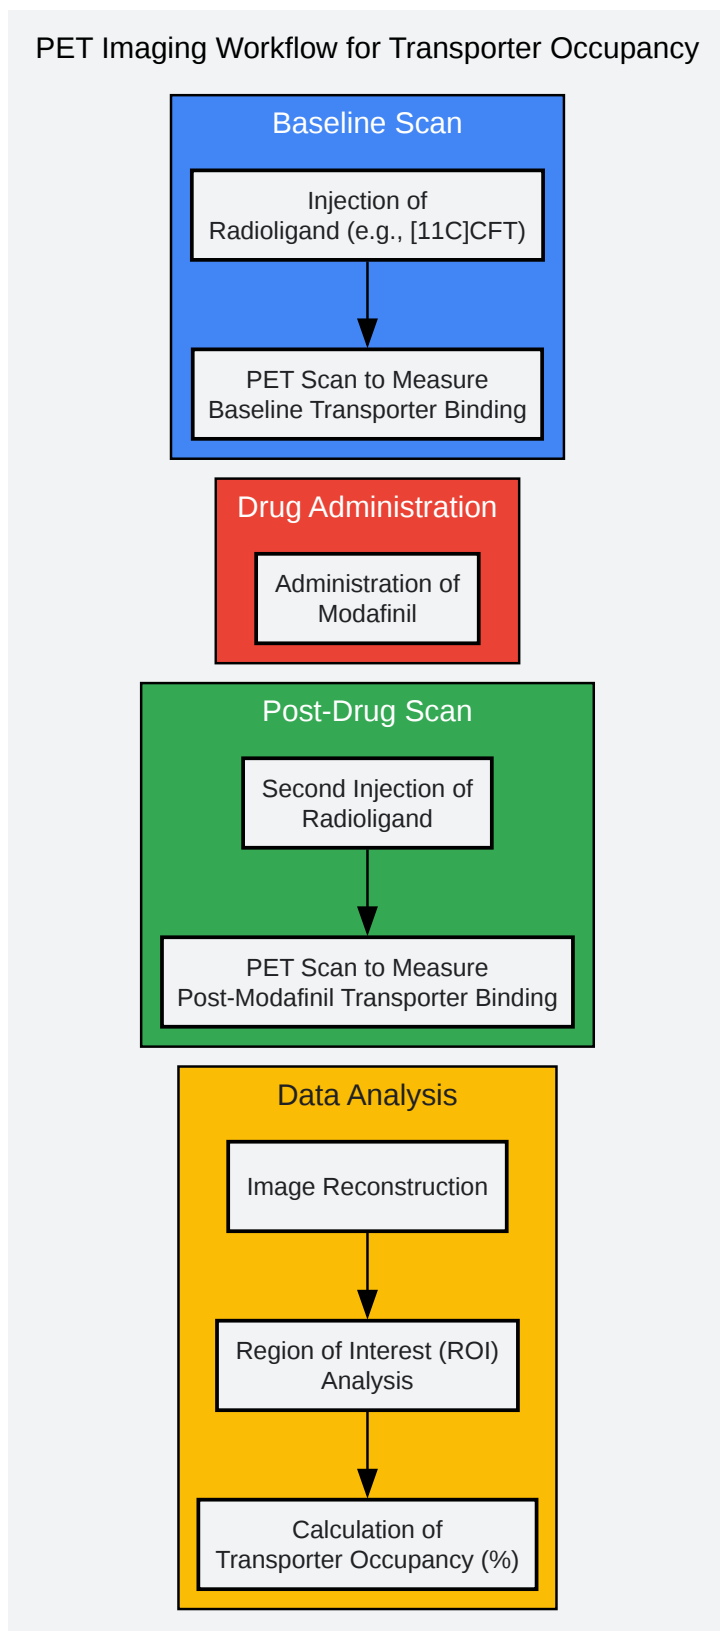 PET Imaging Workflow for Transporter Occupancy
Baseline Scan
Injection of
Radioligand (e.g., [11C]CFT)
PET Scan to Measure
Baseline Transporter Binding
Drug Administration
Administration of
Modafinil
Post-Drug Scan
Second Injection of
Radioligand
PET Scan to Measure
Post-Modafinil Transporter Binding
Data Analysis
Image Reconstruction
Region of Interest (ROI)
Analysis
Calculation of
Transporter Occupancy (%)